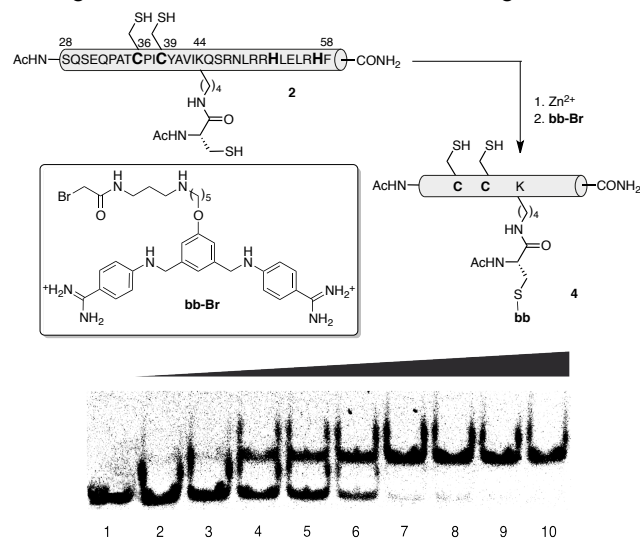 SH SH
28 36 39 44 58
AcHN SQSEQPATCPICYAVIKQSRNLRRHLELRHF CONH₂
( )₄
HN
O
AcHN
SH
2
1. Zn²⁺
2. bb-Br
SH SH
AcHN C C K CONH₂
( )₄
HN
O
AcHN
S
bb
4
Br
O
H
N
H
N
( )₅
O
H
N
H
N
⁺H₂N
NH₂
NH₂⁺
NH₂
bb-Br
1 2 3 4 5 6 7 8 9 10